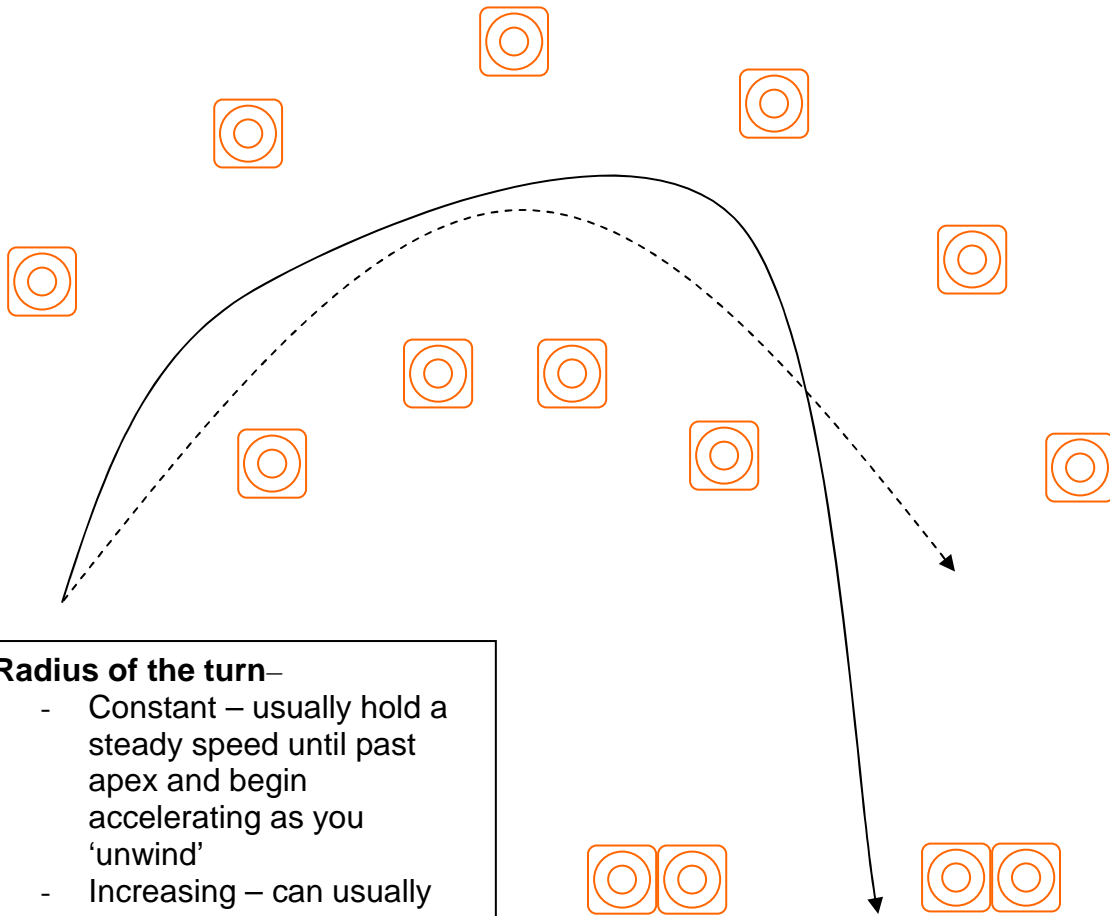 Radius of the turn–
- Constant – usually hold a
steady speed until past
apex and begin
accelerating as you
‘unwind’
- Increasing – can usually